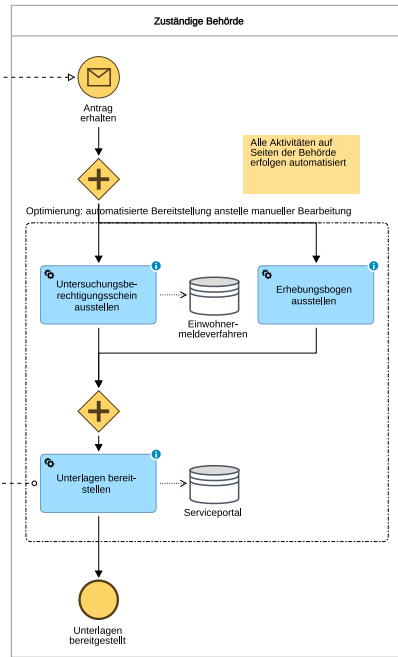 Zuständige Behörde
Antrag
erhalten
Alle Aktivitäten auf
Seiten der Behörde
erfolgen automatisiert
Optimierung: automatisierte Bereitstellung anstelle manueller Bearbeitung
Untersuchungsbe-
rechtigungsschein
ausstellen
Einwohner-
meldeverfahren
Erhebungsbogen
ausstellen
Unterlagen bereit-
stellen
Serviceportal
Unterlagen
bereitgestellt